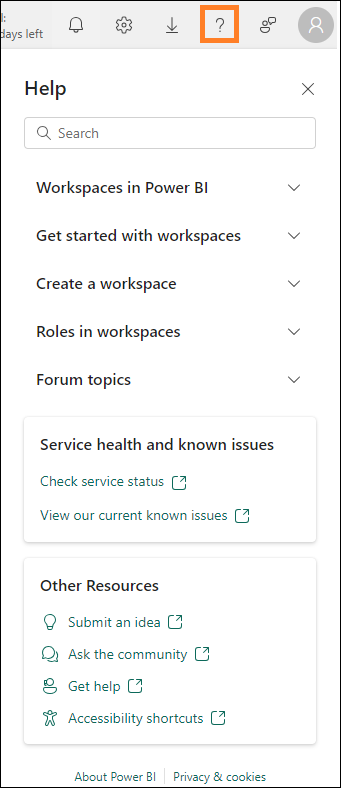 l:
days left
?
Help
Search
Workspaces in Power BI
Get started with workspaces
Create a workspace
Roles in workspaces
Forum topics
Service health and known issues
Check service status
View our current known issues
Other Resources
Submit an idea
Ask the community
Get help
Accessibility shortcuts
About Power BI Privacy & cookies